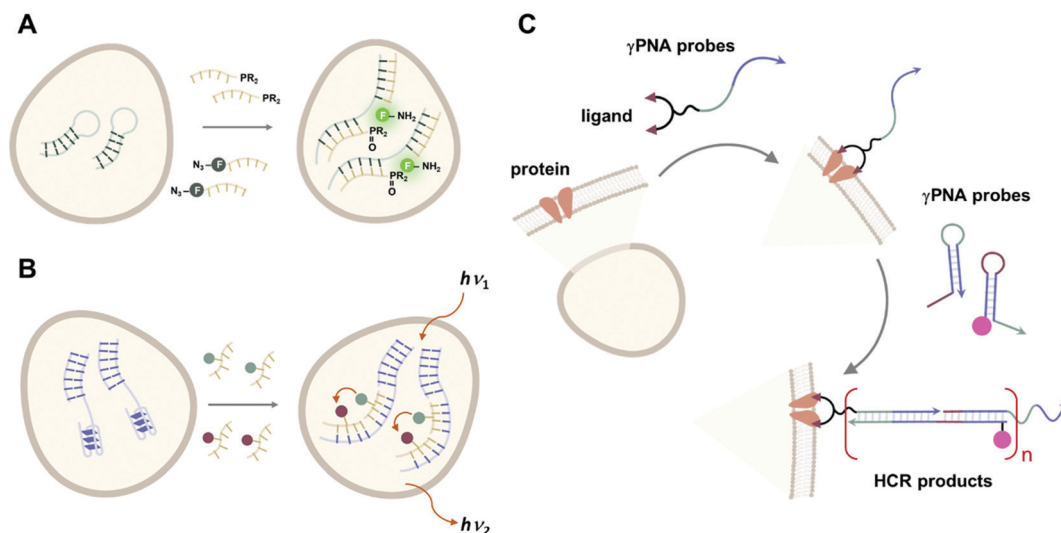 A
PR₂
PR₂
N₃
F
N₃
F
F
NH₂
PR₂
O
F
NH₂
PR₂
O
B
hν₁
hν₂
C
γPNA probes
ligand
protein
γPNA probes
n
HCR products